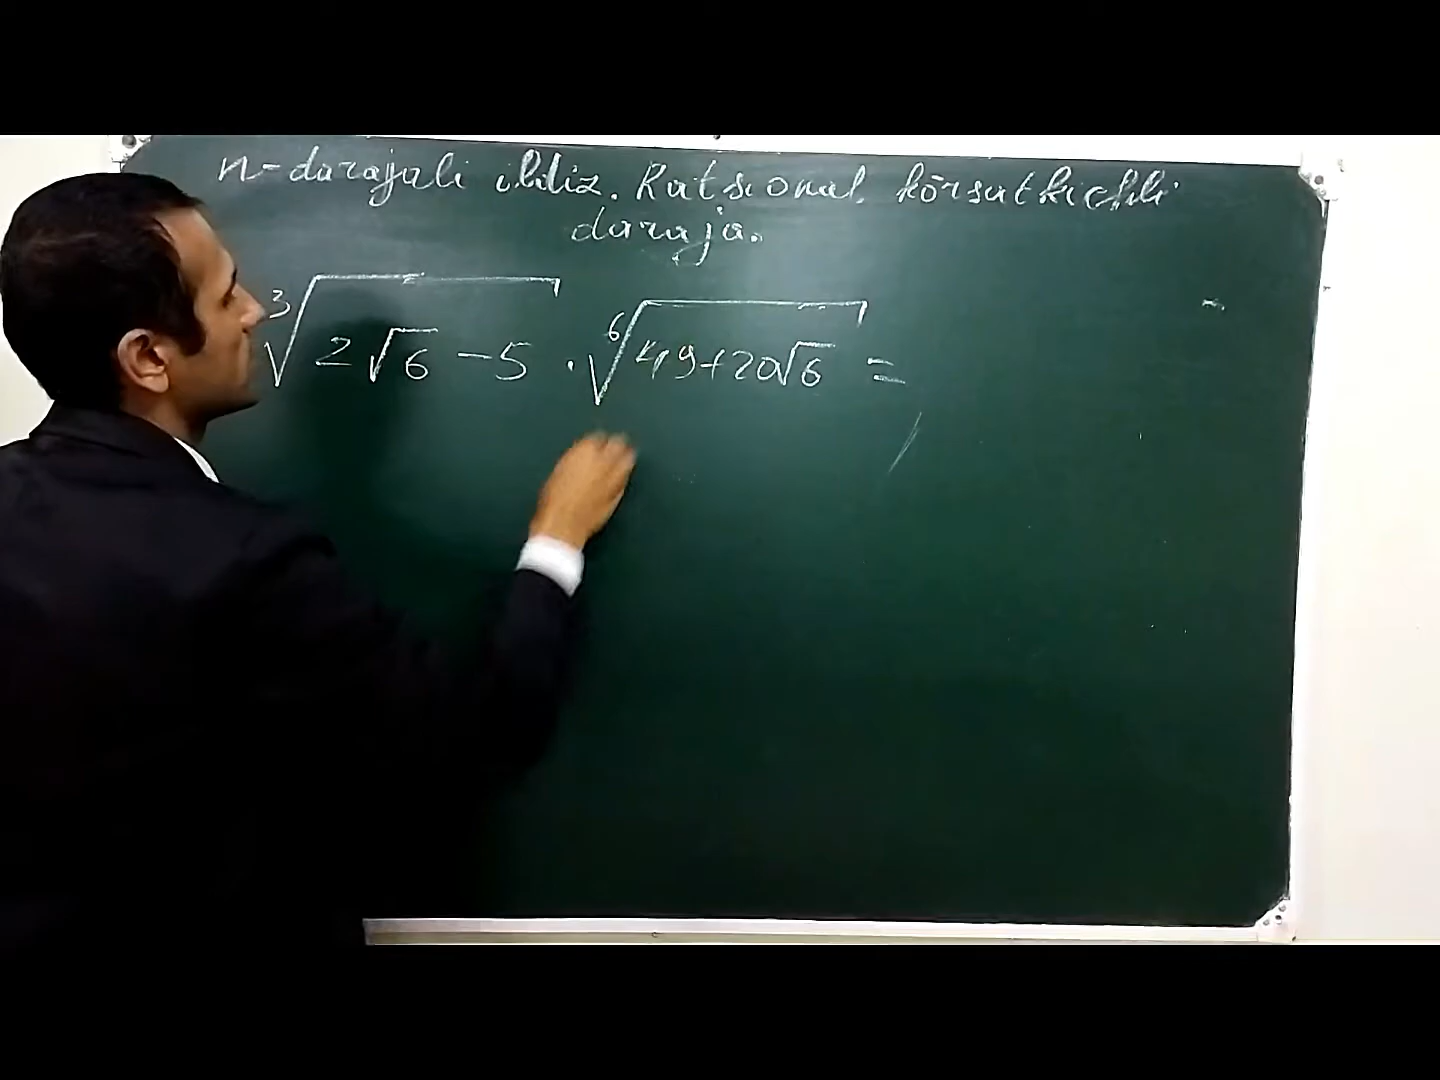 n-darajali ildiz. Ratsional ko̅rsatkichli
daraja.
∛(2√6 -5) · ⁶√(49+20√6) =